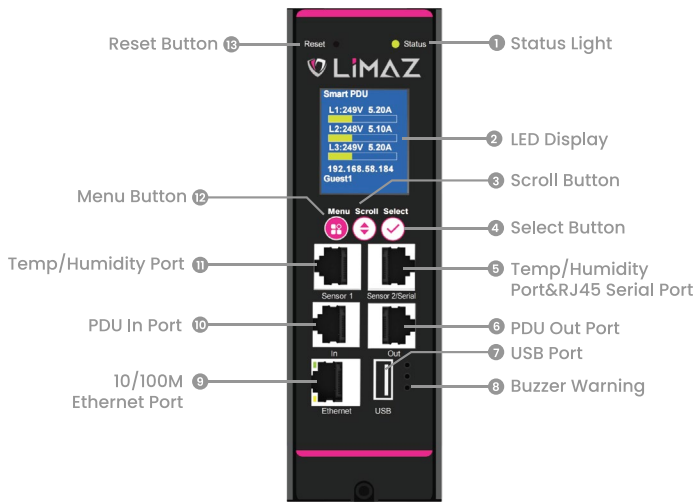 Reset Button 13
Reset
Status
1 Status Light
LiMAZ
Smart PDU
L1:249V 5.20A
L2:248V 5.10A
L3:249V 5.20A
192.168.58.184
Guest1
2 LED Display
3 Scroll Button
Menu Button 12
Menu Scroll Select
4 Select Button
Temp/Humidity Port 11
5 Temp/Humidity
Port&RJ45 Serial Port
Sensor 1
Sensor 2/Serial
PDU In Port 10
6 PDU Out Port
In
Out
7 USB Port
10/100M 9
Ethernet Port
8 Buzzer Warning
Ethernet
USB